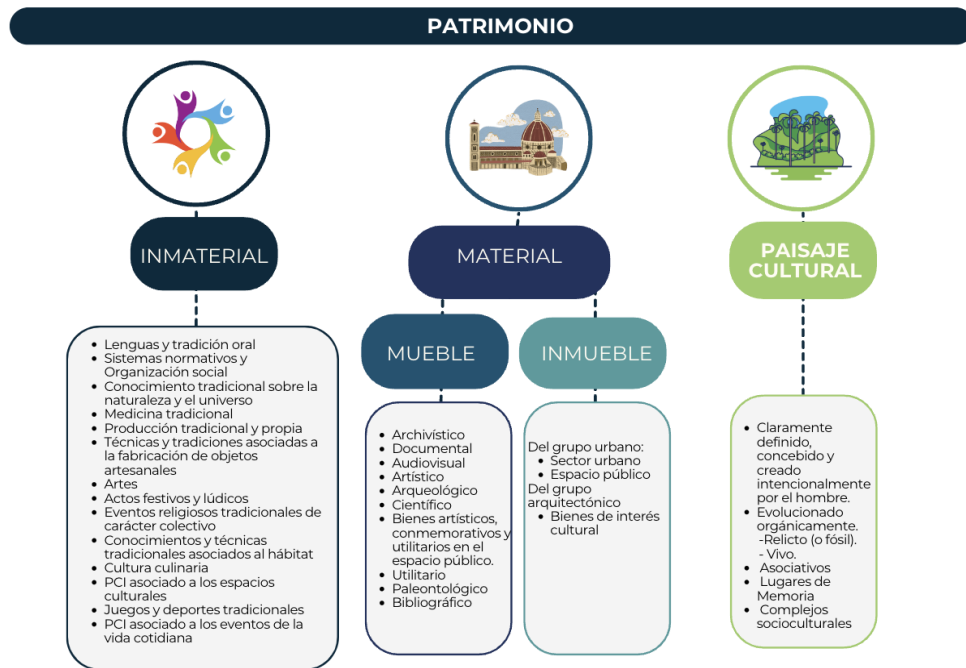 PATRIMONIO
INMATERIAL
• Lenguas y tradición oral
• Sistemas normativos y
Organización social
• Conocimiento tradicional sobre la
naturaleza y el universo
• Medicina tradicional
• Producción tradicional y propia
• Técnicas y tradiciones asociadas a
la fabricación de objetos
artesanales
• Artes
• Actos festivos y lúdicos
• Eventos religiosos tradicionales de
carácter colectivo
• Conocimientos y técnicas
tradicionales asociados al hábitat
• Cultura culinaria
• PCI asociado a los espacios
culturales
• Juegos y deportes tradicionales
• PCI asociado a los eventos de la
vida cotidiana
MATERIAL
MUEBLE
• Archivístico
• Documental
• Audiovisual
• Artístico
• Arqueológico
• Científico
• Bienes artísticos,
conmemorativos y
utilitarios en el
espacio público.
• Utilitario
• Paleontológico
• Bibliográfico
INMUEBLE
Del grupo urbano:
• Sector urbano
• Espacio público
Del grupo
arquitectónico
• Bienes de interés
cultural
PAISAJE
CULTURAL
• Claramente
definido,
concebido y
creado
intencionalmente
por el hombre.
• Evolucionado
orgánicamente.
-Relicto (o fósil).
- Vivo.
• Asociativos
• Lugares de
Memoria
• Complejos
socioculturales